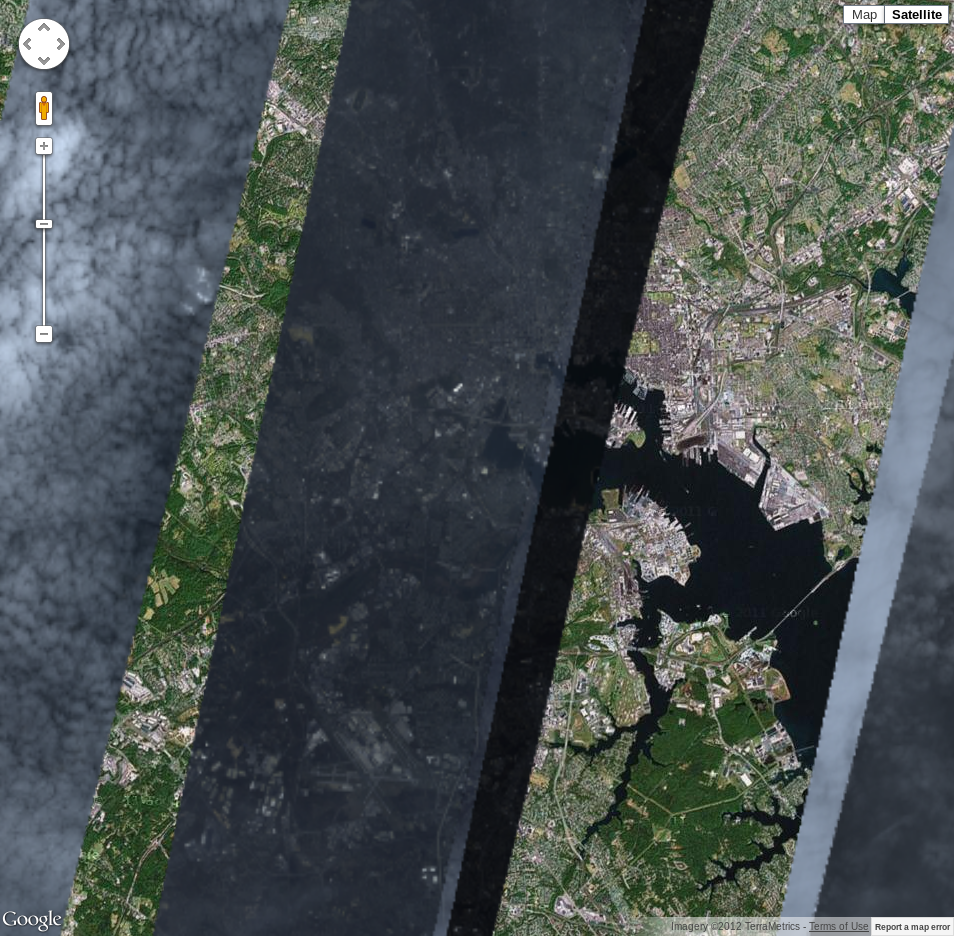 Map Satellite
Google
Imagery ©2012 TerraMetrics - Terms of Use Report a map error